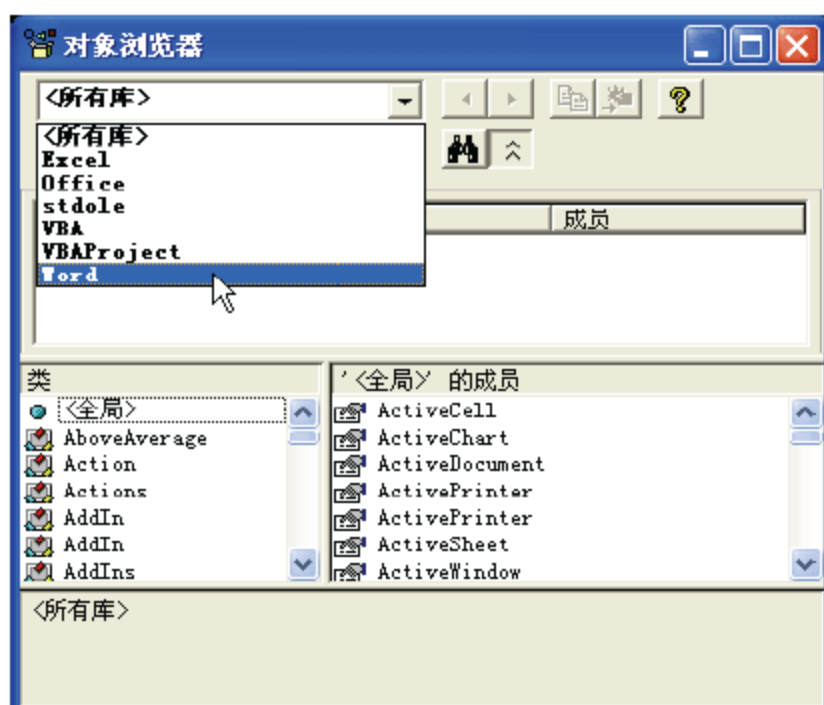 对象浏览器
<所有库>
<所有库>
Excel
Office
stdole
VBA
VBAProject
Word
成员
类
<全局>
AboveAverage
Action
Actions
AddIn
AddIn
AddIns
'<全局>' 的成员
ActiveCell
ActiveChart
ActiveDocument
ActivePrinter
ActivePrinter
ActiveSheet
ActiveWindow
<所有库>